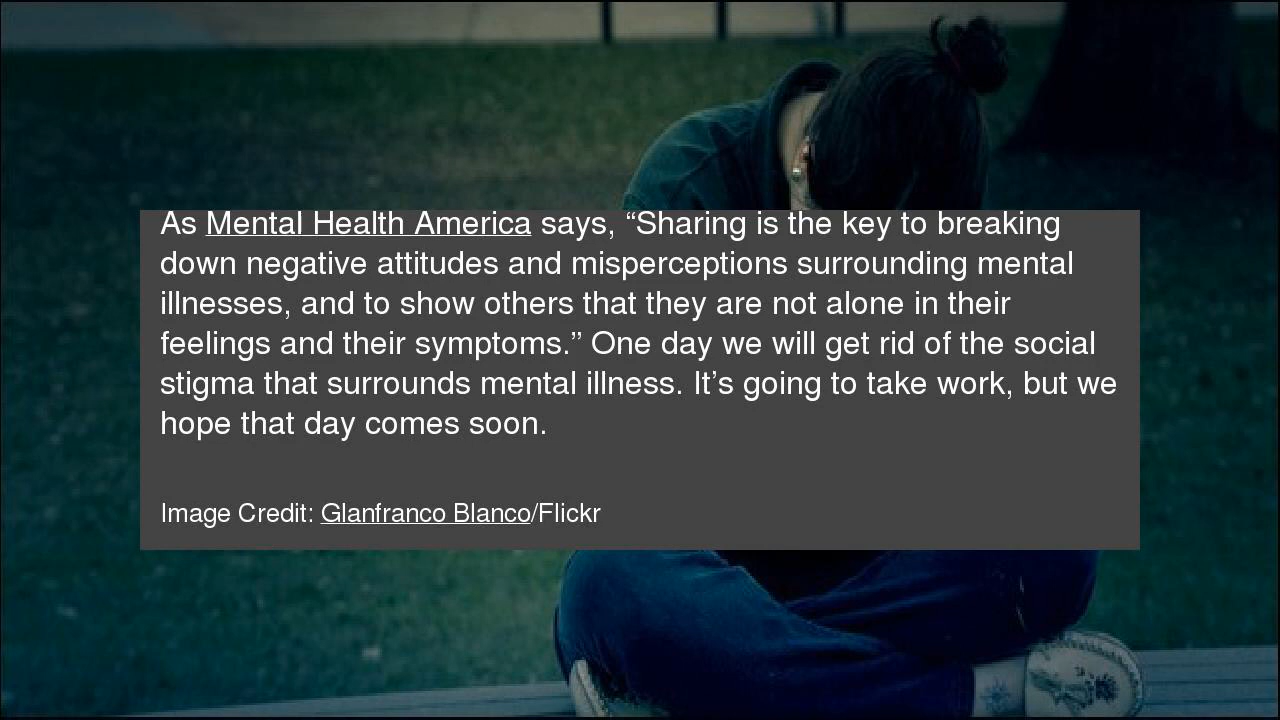 As Mental Health America says, “Sharing is the key to breaking
down negative attitudes and misperceptions surrounding mental
illnesses, and to show others that they are not alone in their
feelings and their symptoms.” One day we will get rid of the social
stigma that surrounds mental illness. It’s going to take work, but we
hope that day comes soon.
Image Credit: Glanfranco Blanco/Flickr